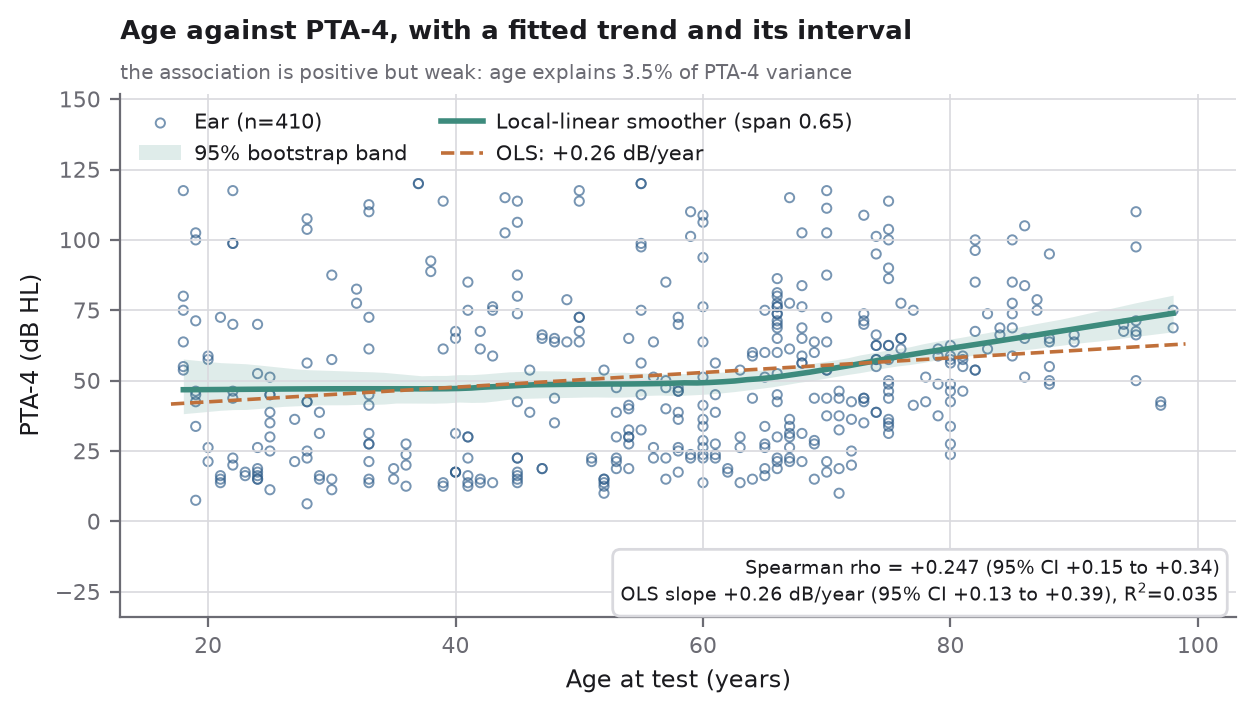 Age against PTA-4, with a fitted trend and its interval
the association is positive but weak: age explains 3.5% of PTA-4 variance
Ear (n=410)
95% bootstrap band
Local-linear smoother (span 0.65)
OLS: +0.26 dB/year
PTA-4 (dB HL)
150
125
100
75
50
25
0
−25
Spearman rho = +0.247 (95% CI +0.15 to +0.34)
OLS slope +0.26 dB/year (95% CI +0.13 to +0.39), R²=0.035
20
40
60
80
100
Age at test (years)